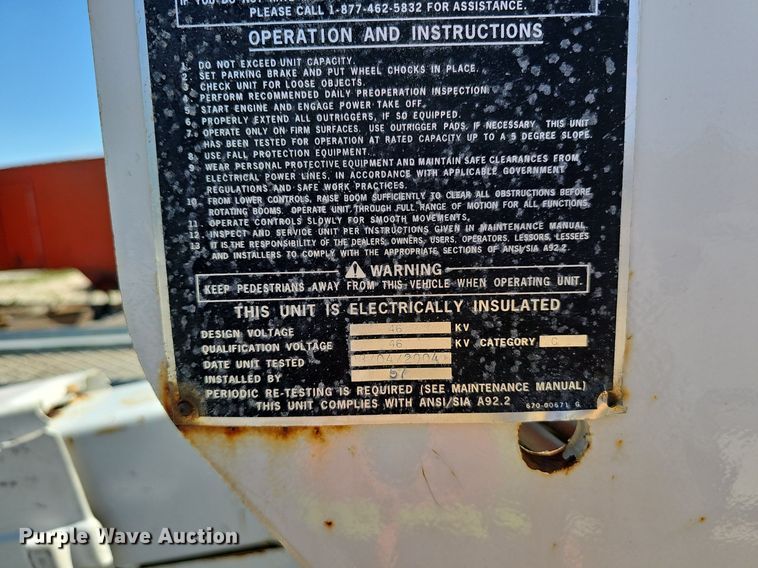 IF YOU DO NOT HAVE
PLEASE CALL 1-877-462-5832 FOR ASSISTANCE.
OPERATION AND INSTRUCTIONS
1. DO NOT EXCEED UNIT CAPACITY.
2. SET PARKING BRAKE AND PUT WHEEL CHOCKS IN PLACE.
3. CHECK UNIT FOR LOOSE OBJECTS.
4. PERFORM RECOMMENDED DAILY PREOPERATION INSPECTION.
5. START ENGINE AND ENGAGE POWER TAKE OFF.
6. PROPERLY EXTEND ALL OUTRIGGERS, IF SO EQUIPPED.
7. OPERATE ONLY ON FIRM SURFACES. USE OUTRIGGER PADS, IF NECESSARY. THIS UNIT
HAS BEEN TESTED FOR OPERATION AT RATED CAPACITY UP TO A 5 DEGREE SLOPE.
8. USE FALL PROTECTION EQUIPMENT.
9. WEAR PERSONAL PROTECTIVE EQUIPMENT AND MAINTAIN SAFE CLEARANCES FROM
ELECTRICAL POWER LINES, IN ACCORDANCE WITH APPLICABLE GOVERNMENT
REGULATIONS AND SAFE WORK PRACTICES.
10. FROM LOWER CONTROLS, RAISE BOOM SUFFICIENTLY TO CLEAR ALL OBSTRUCTIONS BEFORE
ROTATING BOOMS. OPERATE UNIT THROUGH FULL RANGE OF MOTION FOR ALL FUNCTIONS.
11. OPERATE CONTROLS SLOWLY FOR SMOOTH MOVEMENTS.
12. INSPECT AND SERVICE UNIT PER INSTRUCTIONS GIVEN IN MAINTENANCE MANUAL.
13. IT IS THE RESPONSIBILITY OF THE DEALERS, OWNERS, USERS, OPERATORS, LESSORS, LESSEES
AND INSTALLERS TO COMPLY WITH THE APPROPRIATE SECTIONS OF ANSI/SIA A92.2.
WARNING
KEEP PEDESTRIANS AWAY FROM THIS VEHICLE WHEN OPERATING UNIT.
THIS UNIT IS ELECTRICALLY INSULATED
DESIGN VOLTAGE 46 KV
QUALIFICATION VOLTAGE 46 KV CATEGORY C
DATE UNIT TESTED 04/2004
INSTALLED BY 57
PERIODIC RE-TESTING IS REQUIRED (SEE MAINTENANCE MANUAL)
THIS UNIT COMPLIES WITH ANSI/SIA A92.2 670-00671 G
Purple Wave Auction